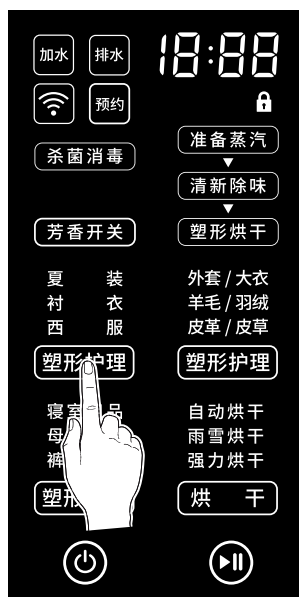 加水
排水
18:88
预约
杀菌消毒
芳香开关
准备蒸汽
清新除味
塑形烘干
夏 装
衬 衣
西 服
塑形护理
外套/大衣
羊毛/羽绒
皮革/皮草
塑形护理
寝室 品
母
裤
塑形
自动烘干
雨雪烘干
强力烘干
烘 干